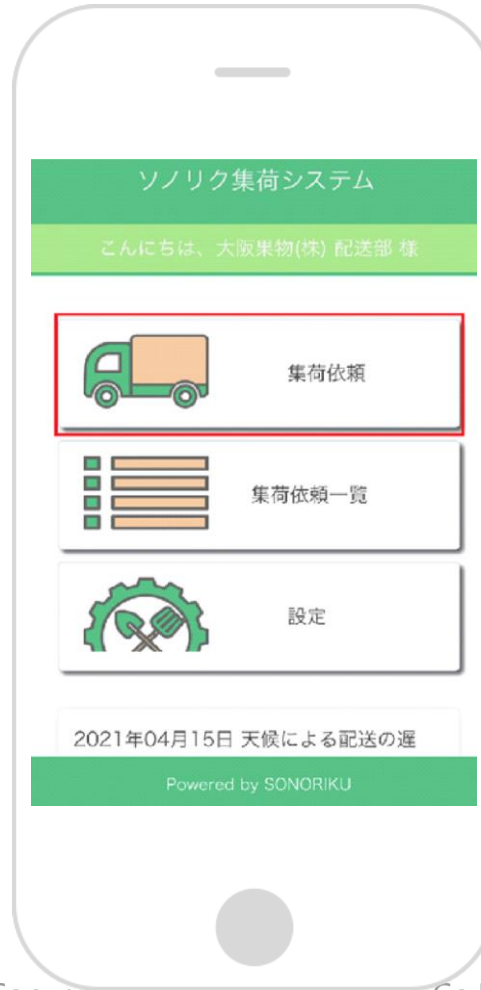 ソノリク集荷システム
こんにちは、大阪果物(株) 配送部 様
集荷依頼
集荷依頼一覧
設定
2021年04月15日 天候による配送の遅
Powered by SONORIKU